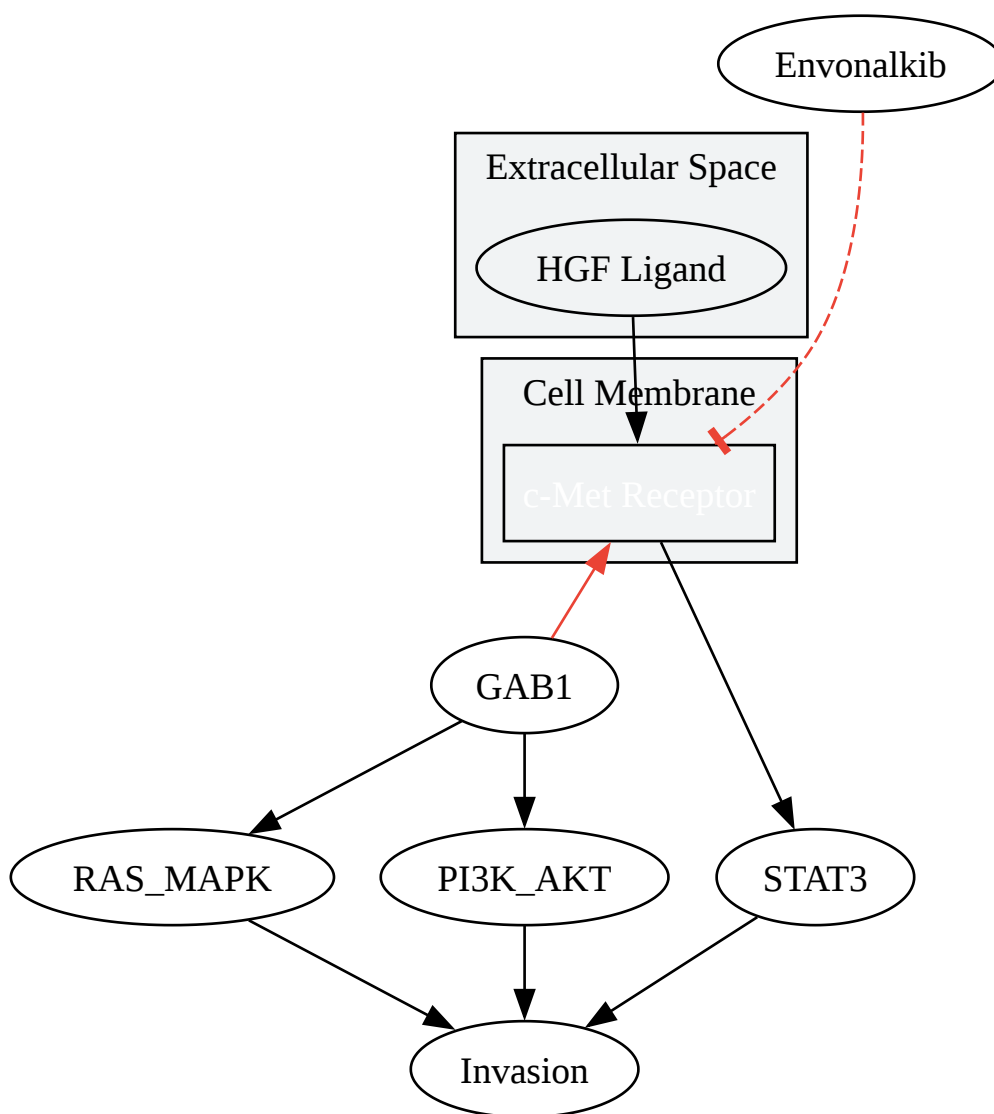 Envonalkib
Extracellular Space
HGF Ligand
Cell Membrane
c-Met Receptor
GAB1
RAS_MAPK
PI3K_AKT
STAT3
Invasion